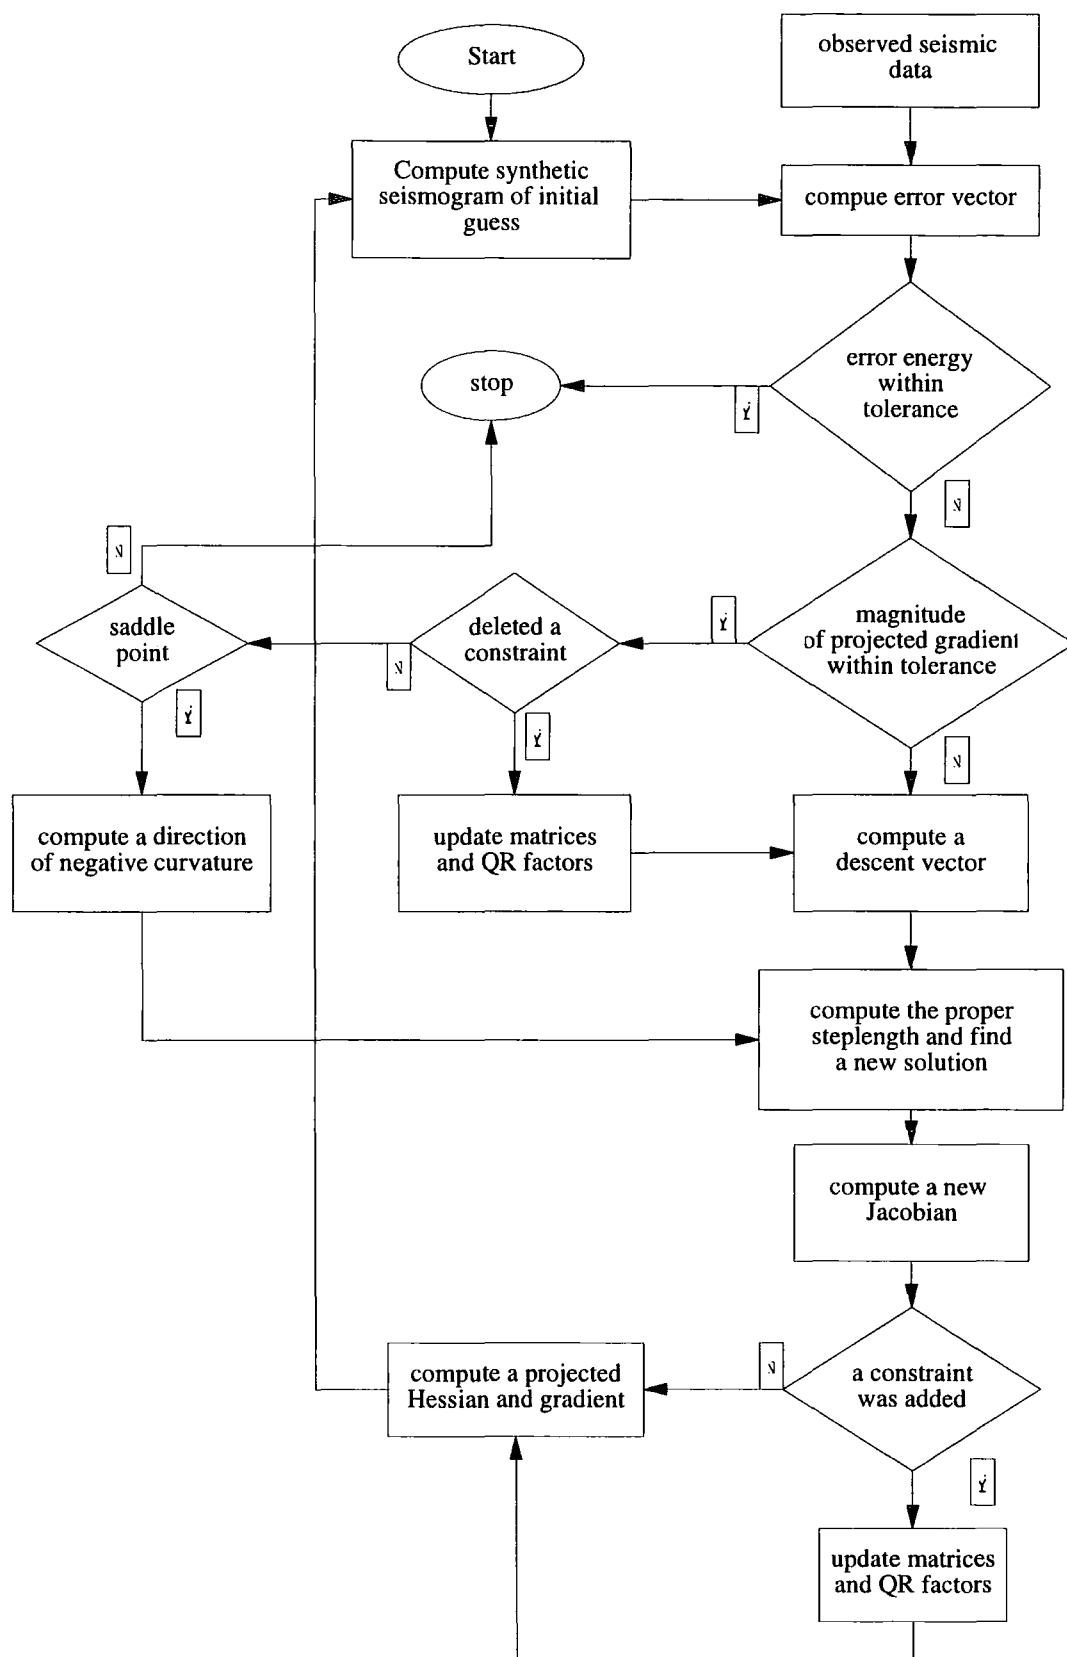 Start
observed seismic
data
Compute synthetic
seismogram of initial
guess
compue error vector
error energy
within
tolerance
stop
Y
N
N
saddle
point
deleted a
constraint
Y
magnitude
of projected gradient
within tolerance
N
Y
Y
N
compute a direction
of negative curvature
update matrices
and QR factors
compute a
descent vector
compute the proper
steplength and find
a new solution
compute a new
Jacobian
compute a projected
Hessian and gradient
N
a constraint
was added
Y
update matrices
and QR factors